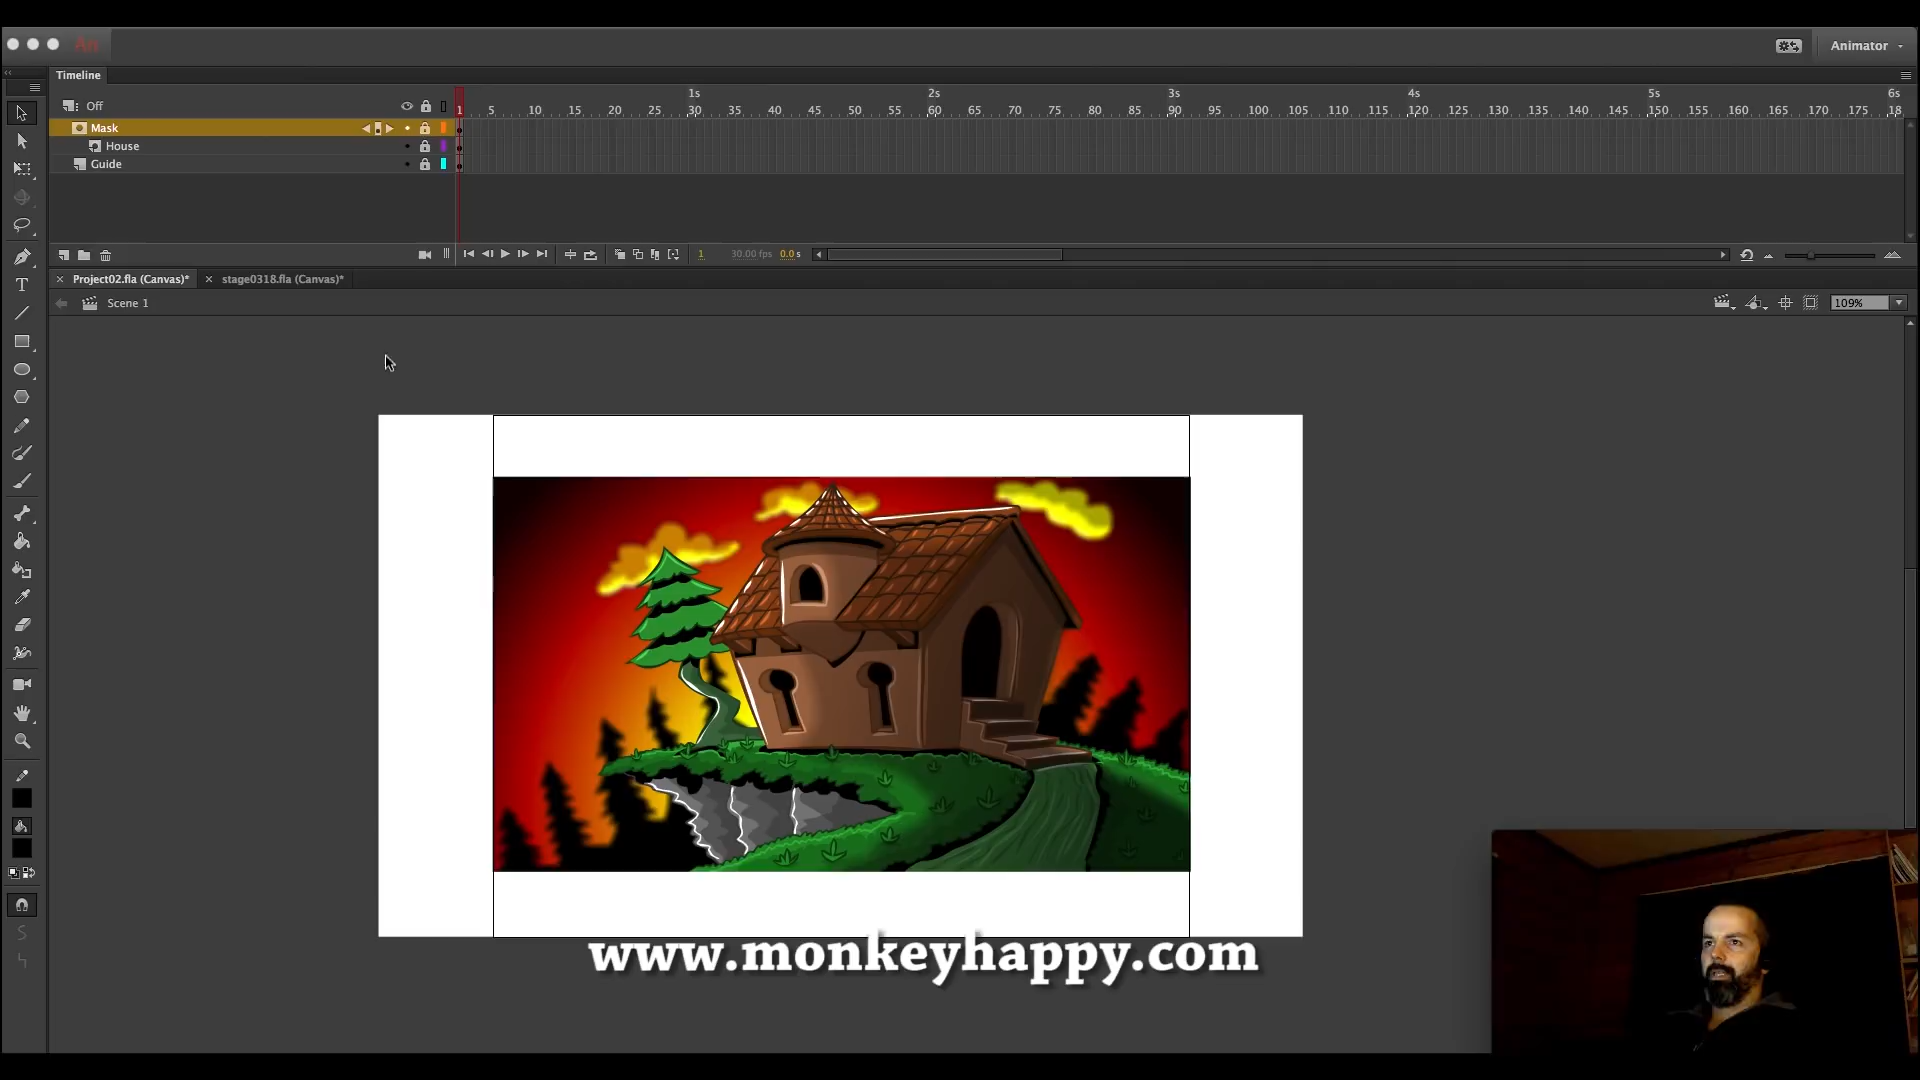 An
Animator
Timeline
1s 2s 3s 4s 5s 6s
Off
1 5 10 15 20 25 30 35 40 45 50 55 60 65 70 75 80 85 90 95 100 105 110 115 120 125 130 135 140 145 150 155 160 165 170 175 18
Mask
House
Guide
1 30.00 fps 0.0 s
Project02.fla (Canvas)* stage0318.fla (Canvas)*
Scene 1
109%
T
www.monkeyhappy.com